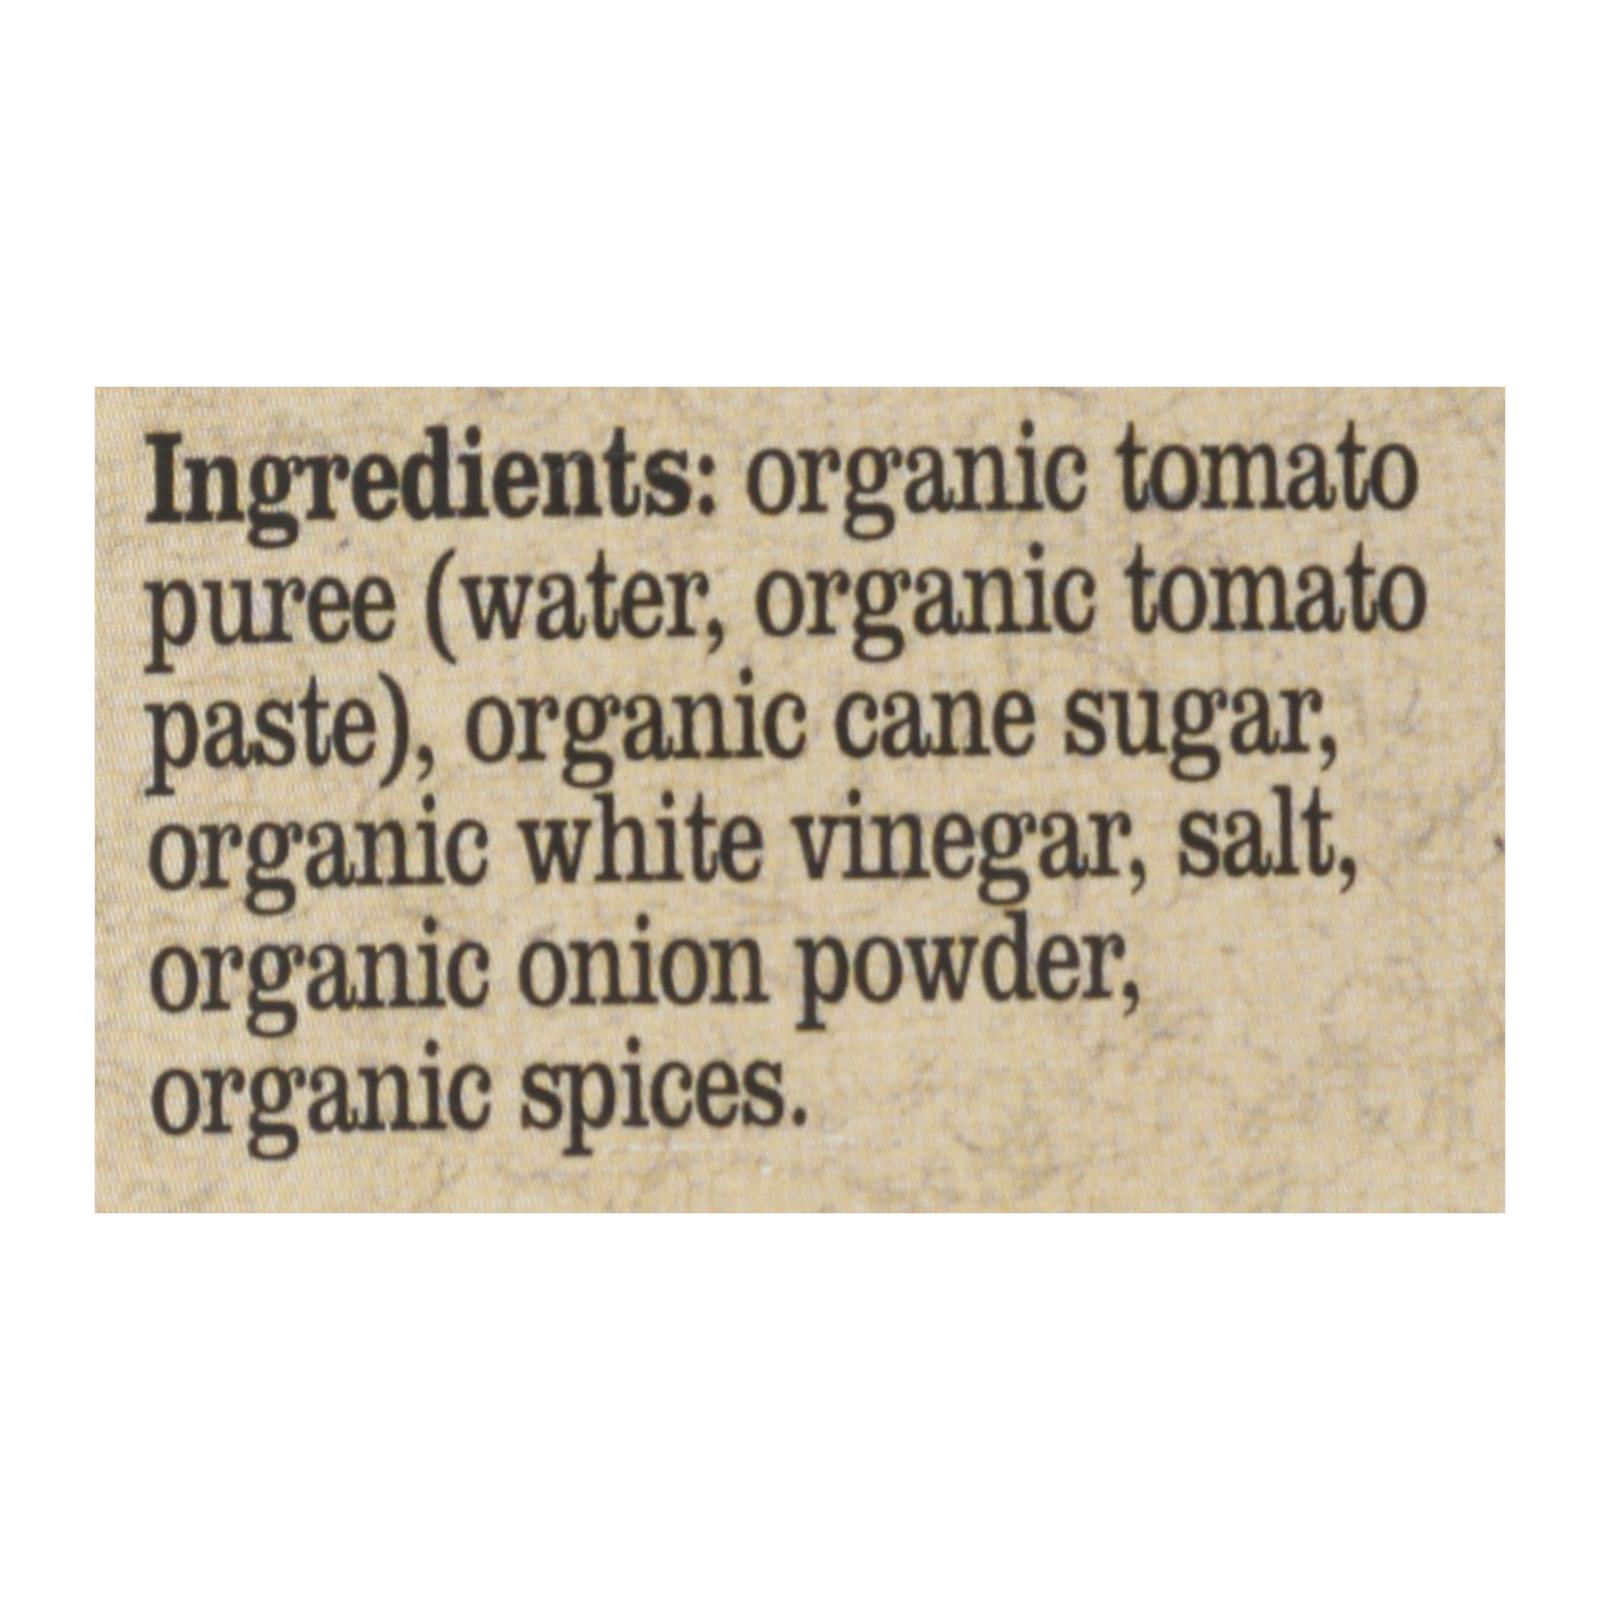 Ingredients: organic tomato
puree (water, organic tomato
paste), organic cane sugar,
organic white vinegar, salt,
organic onion powder,
organic spices.